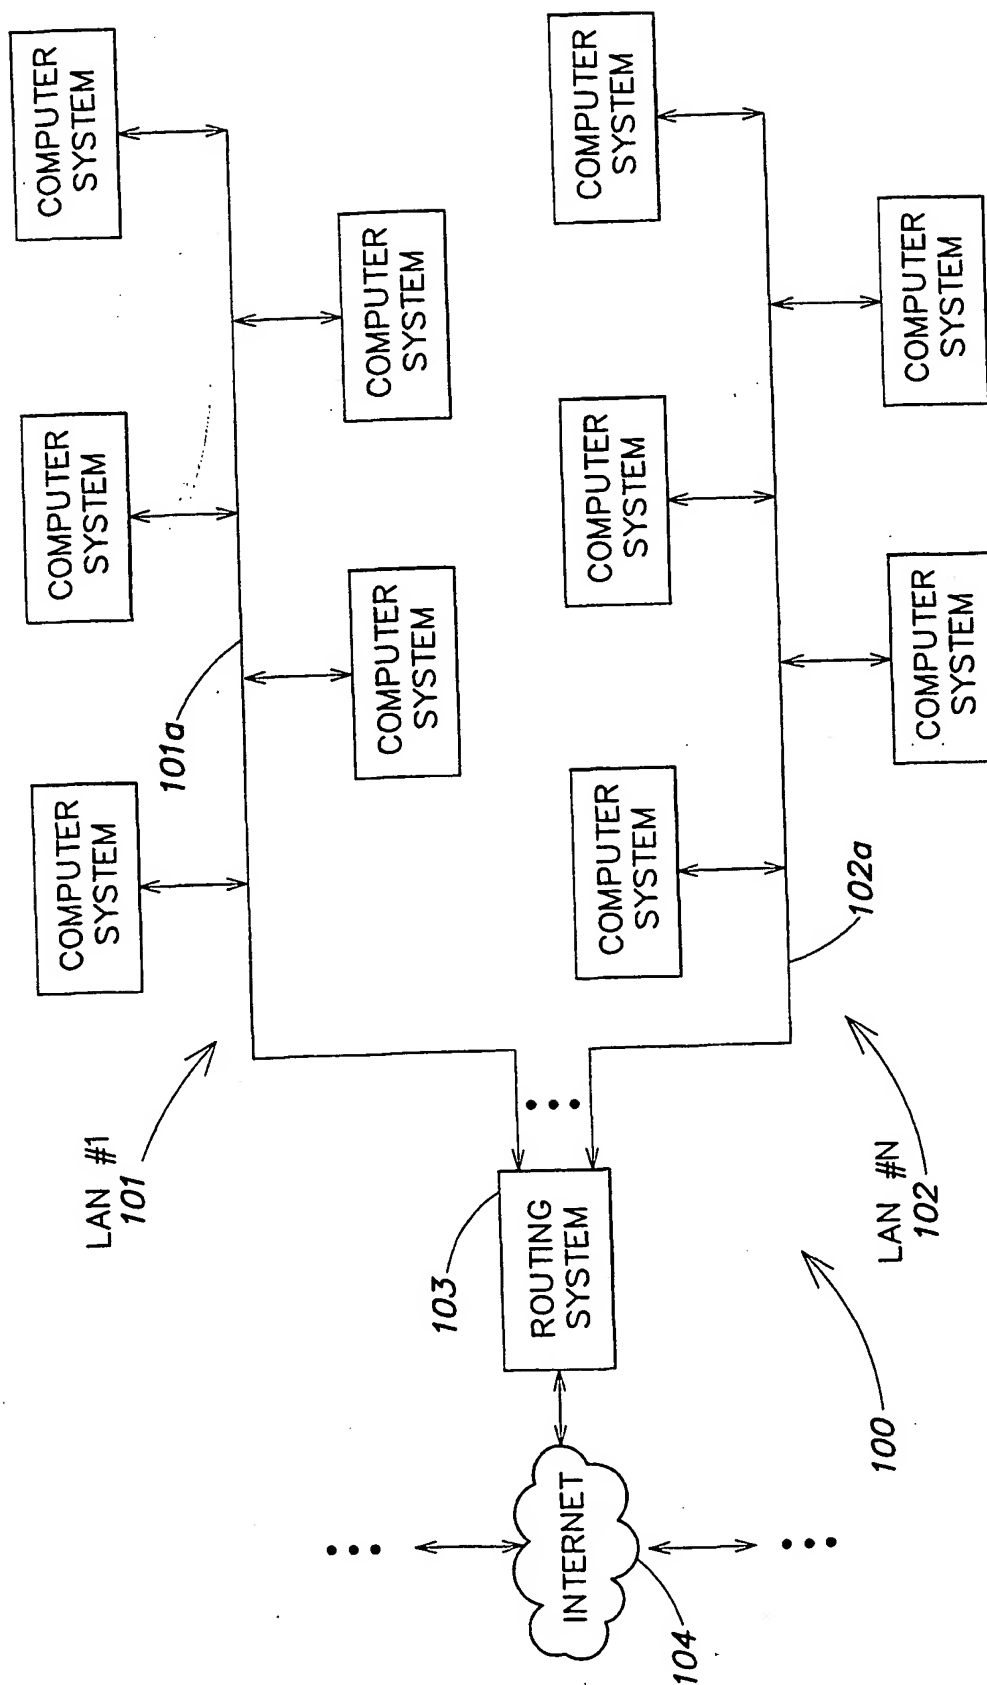 COMPUTER
SYSTEM
COMPUTER
SYSTEM
COMPUTER
SYSTEM
101a
COMPUTER
SYSTEM
COMPUTER
SYSTEM
LAN #1
101
COMPUTER
SYSTEM
COMPUTER
SYSTEM
COMPUTER
SYSTEM
102a
COMPUTER
SYSTEM
COMPUTER
SYSTEM
LAN #N
102
103
ROUTING
SYSTEM
INTERNET
104
100